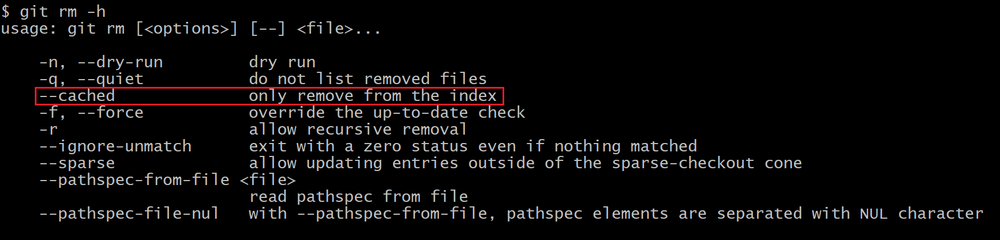 $ git rm -h
usage: git rm [<options>] [--] <file>...
-n, --dry-run dry run
-q, --quiet do not list removed files
--cached only remove from the index
-f, --force override the up-to-date check
-r allow recursive removal
--ignore-unmatch exit with a zero status even if nothing matched
--sparse allow updating entries outside of the sparse-checkout cone
--pathspec-from-file <file>
read pathspec from file
--pathspec-file-nul with --pathspec-from-file, pathspec elements are separated with NUL character